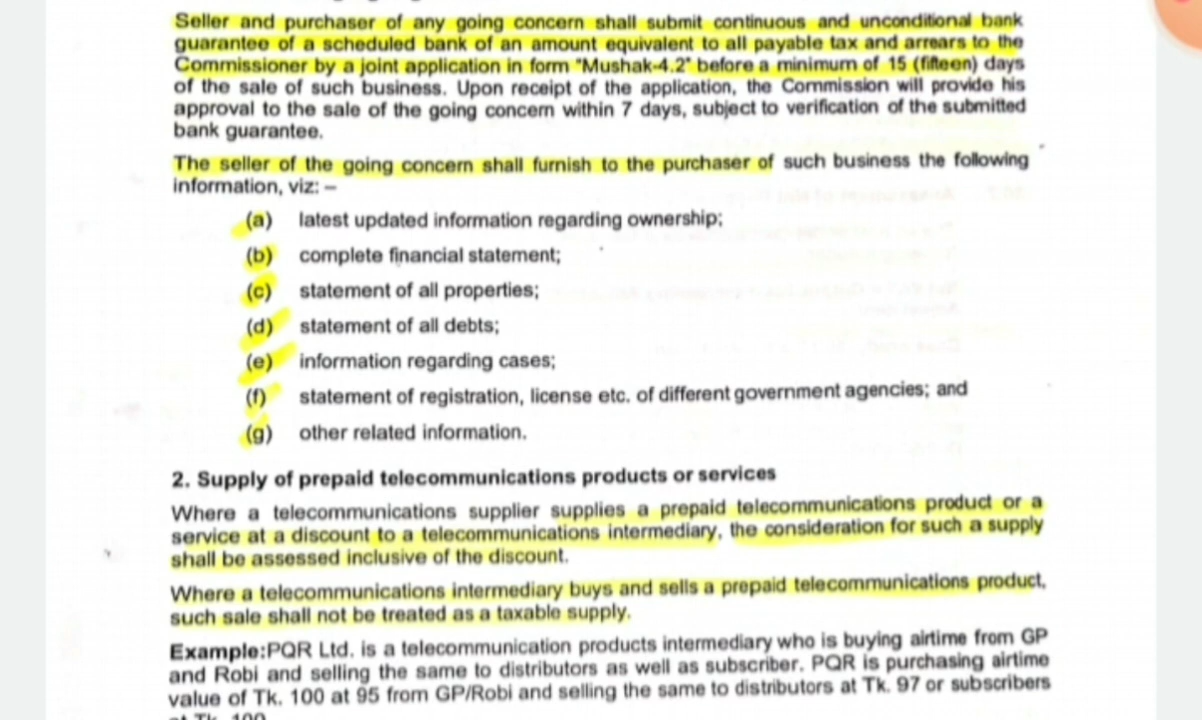 Seller and purchaser of any going concern shall submit continuous and unconditional bank
guarantee of a scheduled bank of an amount equivalent to all payable tax and arrears to the
Commissioner by a joint application in form "Mushak-4.2" before a minimum of 15 (fifteen) days
of the sale of such business. Upon receipt of the application, the Commission will provide his
approval to the sale of the going concern within 7 days, subject to verification of the submitted
bank guarantee.
The seller of the going concern shall furnish to the purchaser of such business the following
information, viz: –
(a) latest updated information regarding ownership;
(b) complete financial statement;
(c) statement of all properties;
(d) statement of all debts;
(e) information regarding cases;
(f) statement of registration, license etc. of different government agencies; and
(g) other related information.
2. Supply of prepaid telecommunications products or services
Where a telecommunications supplier supplies a prepaid telecommunications product or a
service at a discount to a telecommunications intermediary, the consideration for such a supply
shall be assessed inclusive of the discount.
Where a telecommunications intermediary buys and sells a prepaid telecommunications product,
such sale shall not be treated as a taxable supply.
Example:PQR Ltd. is a telecommunication products intermediary who is buying airtime from GP
and Robi and selling the same to distributors as well as subscriber. PQR is purchasing airtime
value of Tk. 100 at 95 from GP/Robi and selling the same to distributors at Tk. 97 or subscribers
at Tk. 100